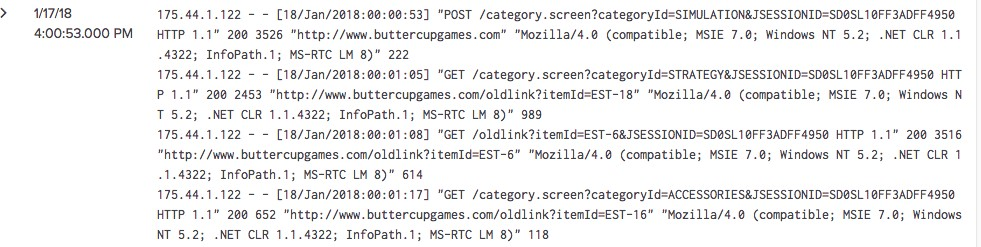 1/17/18
4:00:53.000 PM
175.44.1.122 - - [18/Jan/2018:00:00:53] "POST /category.screen?categoryId=SIMULATION&JSESSIONID=SD0SL10FF3ADFF4950
HTTP 1.1" 200 3526 "http://www.buttercupgames.com" "Mozilla/4.0 (compatible; MSIE 7.0; Windows NT 5.2; .NET CLR 1.1
.4322; InfoPath.1; MS-RTC LM 8)" 222
175.44.1.122 - - [18/Jan/2018:00:01:05] "GET /category.screen?categoryId=STRATEGY&JSESSIONID=SD0SL10FF3ADFF4950 HTT
P 1.1" 200 2453 "http://www.buttercupgames.com/oldlink?itemId=EST-18" "Mozilla/4.0 (compatible; MSIE 7.0; Windows N
T 5.2; .NET CLR 1.1.4322; InfoPath.1; MS-RTC LM 8)" 989
175.44.1.122 - - [18/Jan/2018:00:01:08] "GET /oldlink?itemId=EST-6&JSESSIONID=SD0SL10FF3ADFF4950 HTTP 1.1" 200 3516
"http://www.buttercupgames.com/oldlink?itemId=EST-6" "Mozilla/4.0 (compatible; MSIE 7.0; Windows NT 5.2; .NET CLR 1
.1.4322; InfoPath.1; MS-RTC LM 8)" 614
175.44.1.122 - - [18/Jan/2018:00:01:17] "GET /category.screen?categoryId=ACCESSORIES&JSESSIONID=SD0SL10FF3ADFF4950
HTTP 1.1" 200 652 "http://www.buttercupgames.com/oldlink?itemId=EST-16" "Mozilla/4.0 (compatible; MSIE 7.0; Windows
NT 5.2; .NET CLR 1.1.4322; InfoPath.1; MS-RTC LM 8)" 118